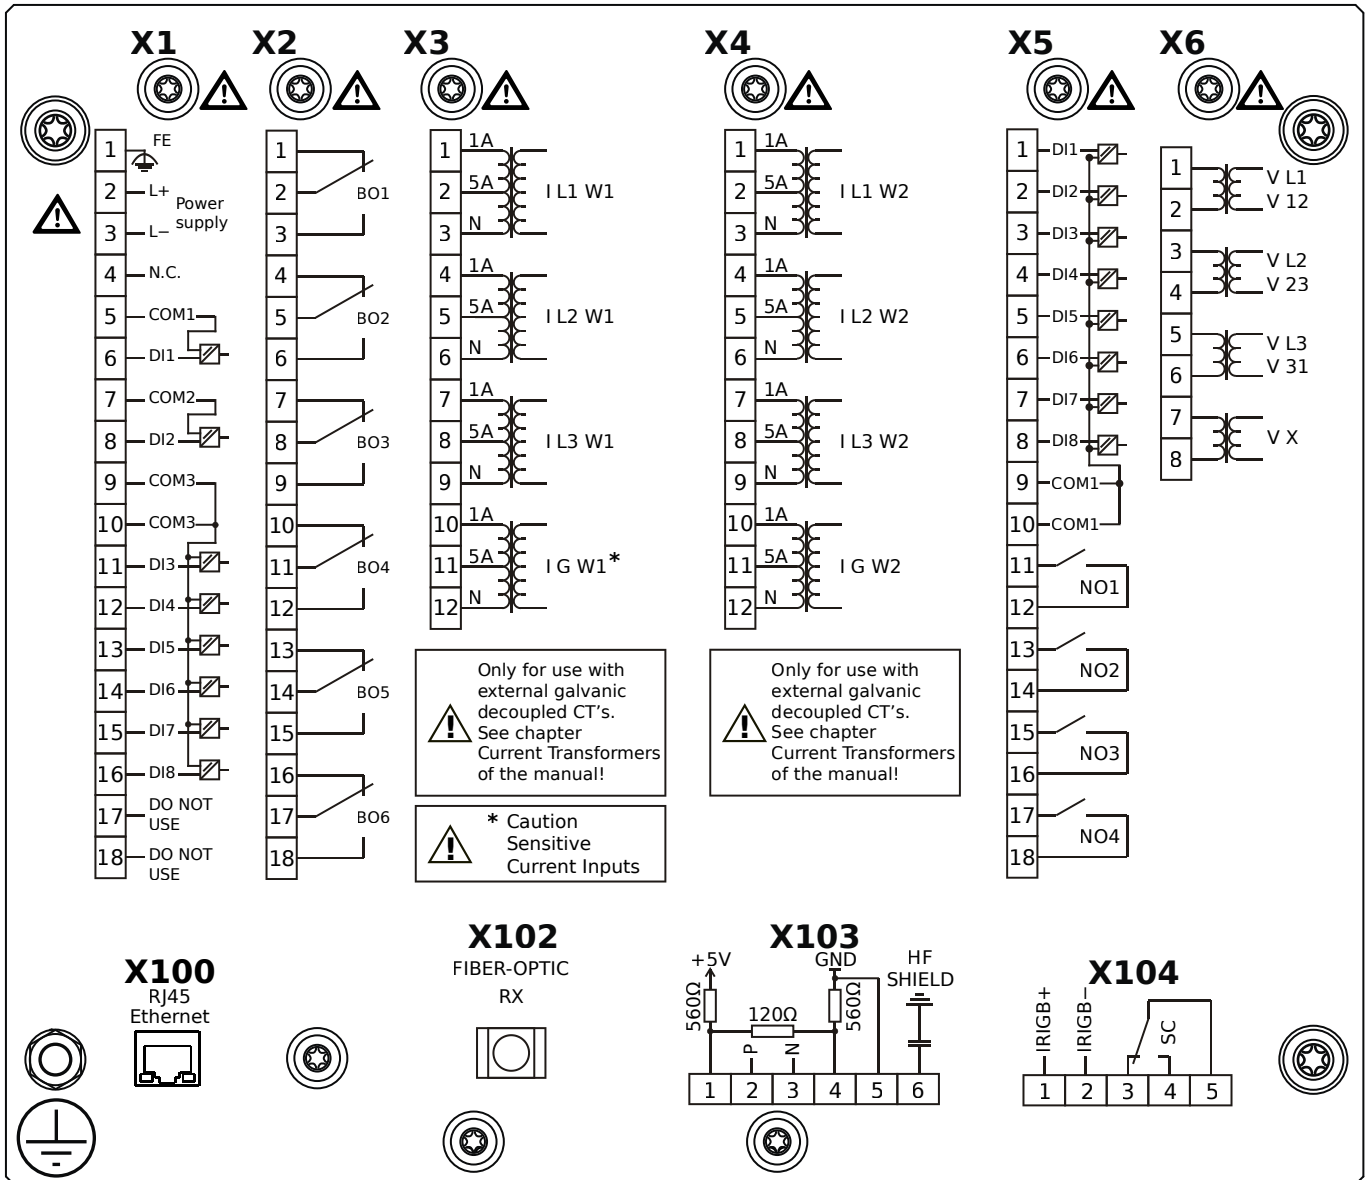 X1 X2 X3 X4 X5 X6
1 FE
2 L+
Power
supply
3 L−
4 N.C.
5 COM1
6 DI1
7 COM2
8 DI2
9 COM3
10 COM3
11 DI3
12 DI4
13 DI5
14 DI6
15 DI7
16 DI8
17 DO NOT
USE
18 DO NOT
USE
1
2 BO1
3
4
5 BO2
6
7
8 BO3
9
10
11 BO4
12
13
14 BO5
15
16
17 BO6
18
1 1A
2 5A I L1 W1
3 N
4 1A
5 5A I L2 W1
6 N
7 1A
8 5A I L3 W1
9 N
10 1A
11 5A I G W1*
12 N
Only for use with
external galvanic
decoupled CT's.
See chapter
Current Transformers
of the manual!
* Caution
Sensitive
Current Inputs
1 1A
2 5A I L1 W2
3 N
4 1A
5 5A I L2 W2
6 N
7 1A
8 5A I L3 W2
9 N
10 1A
11 5A I G W2
12 N
Only for use with
external galvanic
decoupled CT's.
See chapter
Current Transformers
of the manual!
1 DI1
2 DI2
3 DI3
4 DI4
5 DI5
6 DI6
7 DI7
8 DI8
9 COM1
10 COM1
11
NO1
12
13
NO2
14
15
NO3
16
17
NO4
18
1 V L1
2 V 12
3 V L2
4 V 23
5 V L3
6 V 31
7
V X
8
X100
RJ45
Ethernet
X102
FIBER-OPTIC
RX
X103
+5V GND HF
SHIELD
560Ω 120Ω 560Ω
P N
1 2 3 4 5 6
X104
IRIGB+ IRIGB− SC
1 2 3 4 5